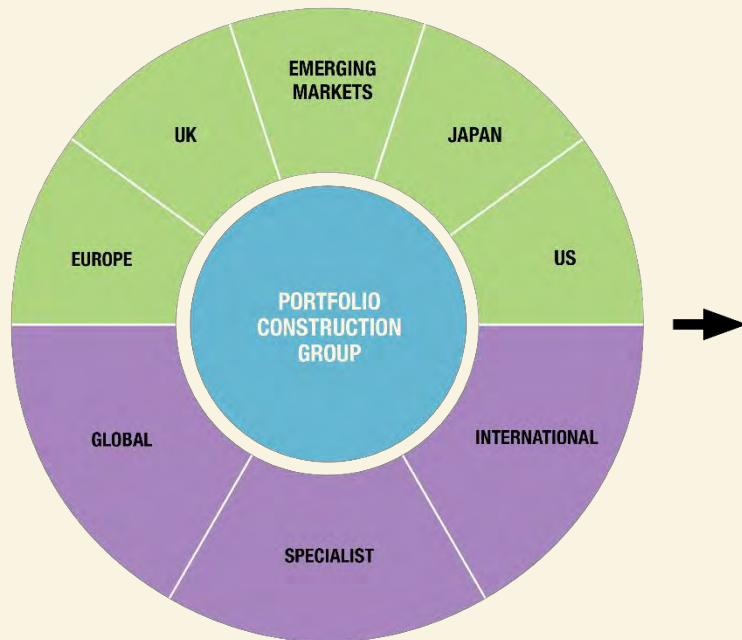 EMERGING
MARKETS
UK
JAPAN
EUROPE
US
PORTFOLIO
CONSTRUCTION
GROUP
GLOBAL
INTERNATIONAL
SPECIALIST